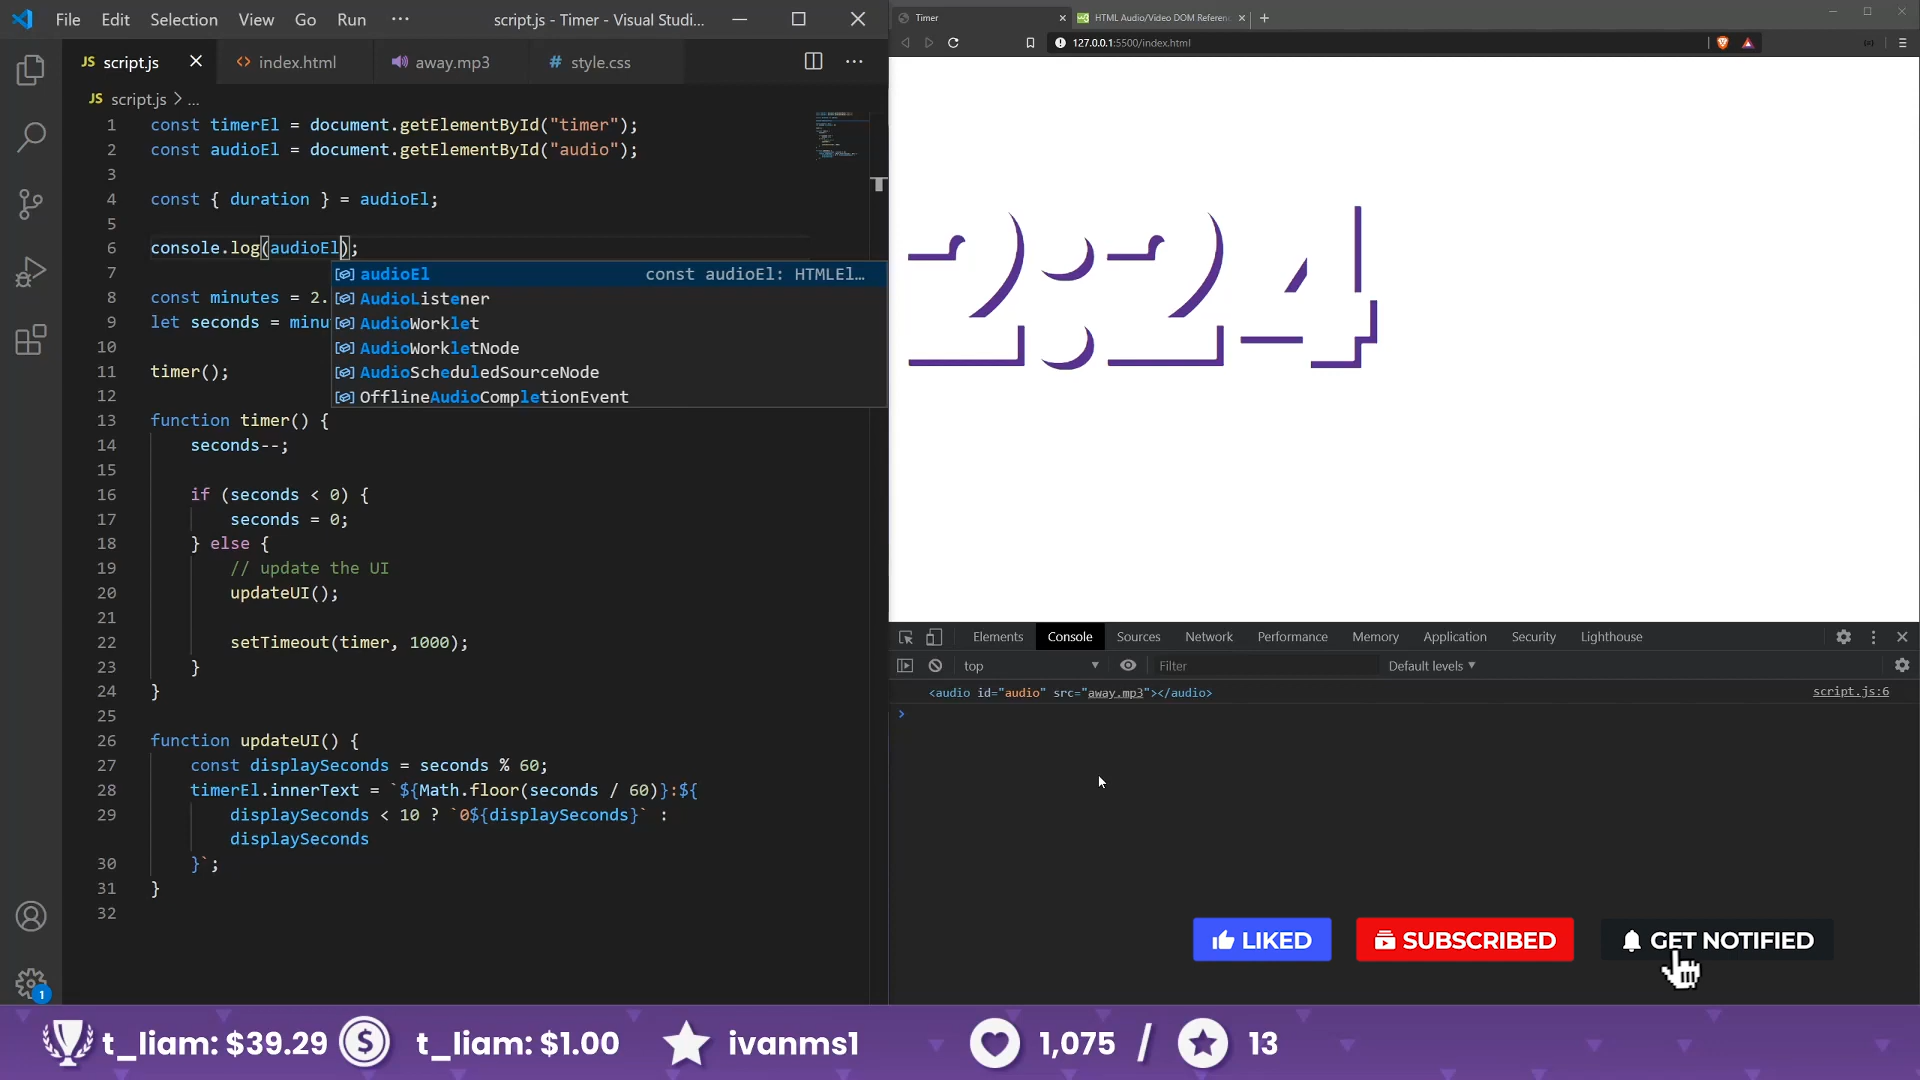 File Edit Selection View Go Run ··· script.js - Timer - Visual Studi...
JS script.js index.html away.mp3 # style.css
JS script.js > ...
1 const timerEl = document.getElementById("timer");
2 const audioEl = document.getElementById("audio");
3
4 const { duration } = audioEl;
5
6 console.log(audioEl);
7
8 const minutes = 2.
9 let seconds = minu
10
11 timer();
12
13 function timer() {
14 seconds--;
15
16 if (seconds < 0) {
17 seconds = 0;
18 } else {
19 // update the UI
20 updateUI();
21
22 setTimeout(timer, 1000);
23 }
24 }
25
26 function updateUI() {
27 const displaySeconds = seconds % 60;
28 timerEl.innerText = `${Math.floor(seconds / 60)}:${
29 displaySeconds < 10 ? `0${displaySeconds}` :
displaySeconds
30 }`;
31 }
32
audioEl const audioEl: HTMLEl...
AudioListener
AudioWorklet
AudioWorkletNode
AudioScheduledSourceNode
OfflineAudioCompletionEvent
1
Timer HTML Audio/Video DOM Referen
127.0.0.1:5500/index.html
2:24
Elements Console Sources Network Performance Memory Application Security Lighthouse
top Filter Default levels
<audio id="audio" src="away.mp3"></audio> script.js:6
LIKED SUBSCRIBED GET NOTIFIED
t_liam: $39.29 $ t_liam: $1.00 ivanms1 1,075 / 13